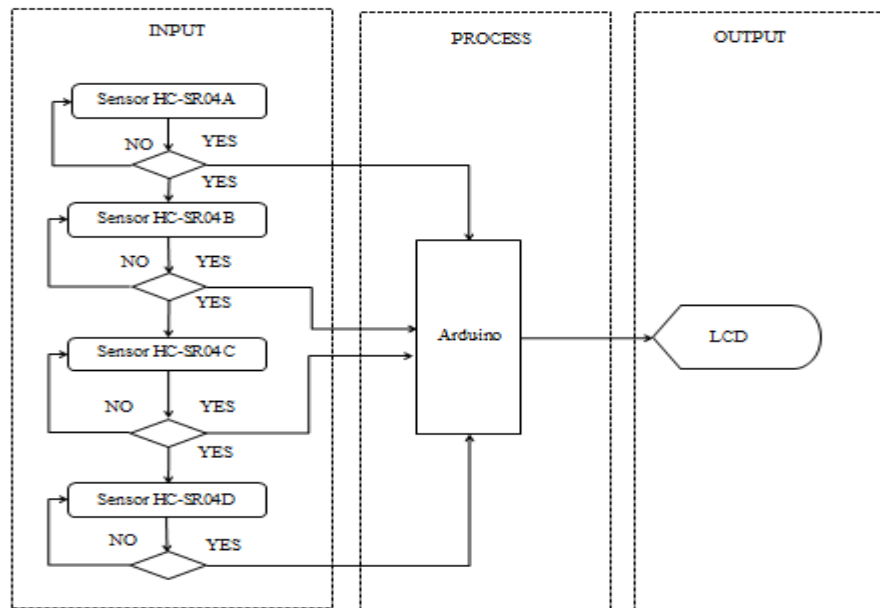 INPUT
PROCESS
OUTPUT
Sensor HC-SR04A
NO
YES
YES
Sensor HC-SR04B
NO
YES
YES
Sensor HC-SR04C
NO
YES
YES
Sensor HC-SR04D
NO
YES
Arduino
LCD